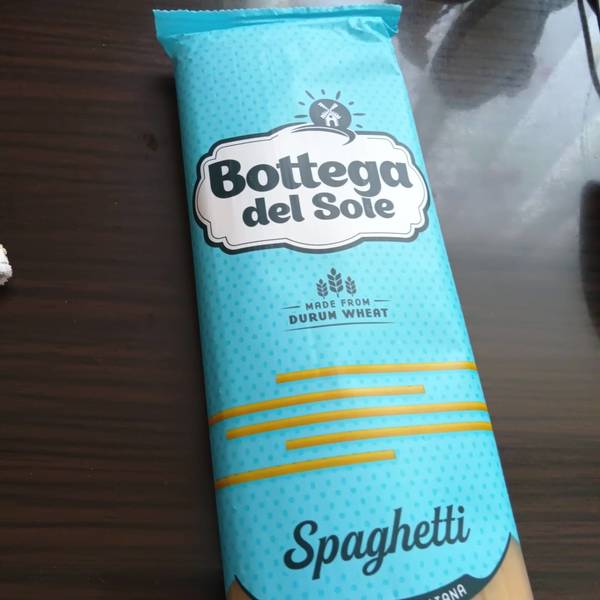 Bottega
del Sole
MADE FROM
DURUM WHEAT
Spaghetti